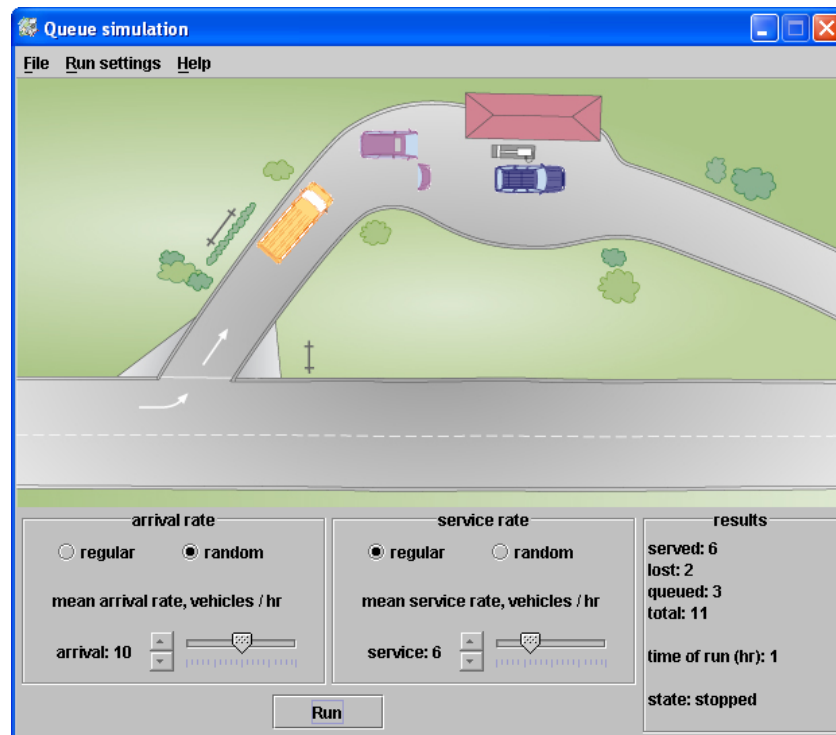 Queue simulation
File Run settings Help
arrival rate
regular random
mean arrival rate, vehicles / hr
arrival: 10
service rate
regular random
mean service rate, vehicles / hr
service: 6
results
served: 6
lost: 2
queued: 3
total: 11
time of run (hr): 1
state: stopped
Run